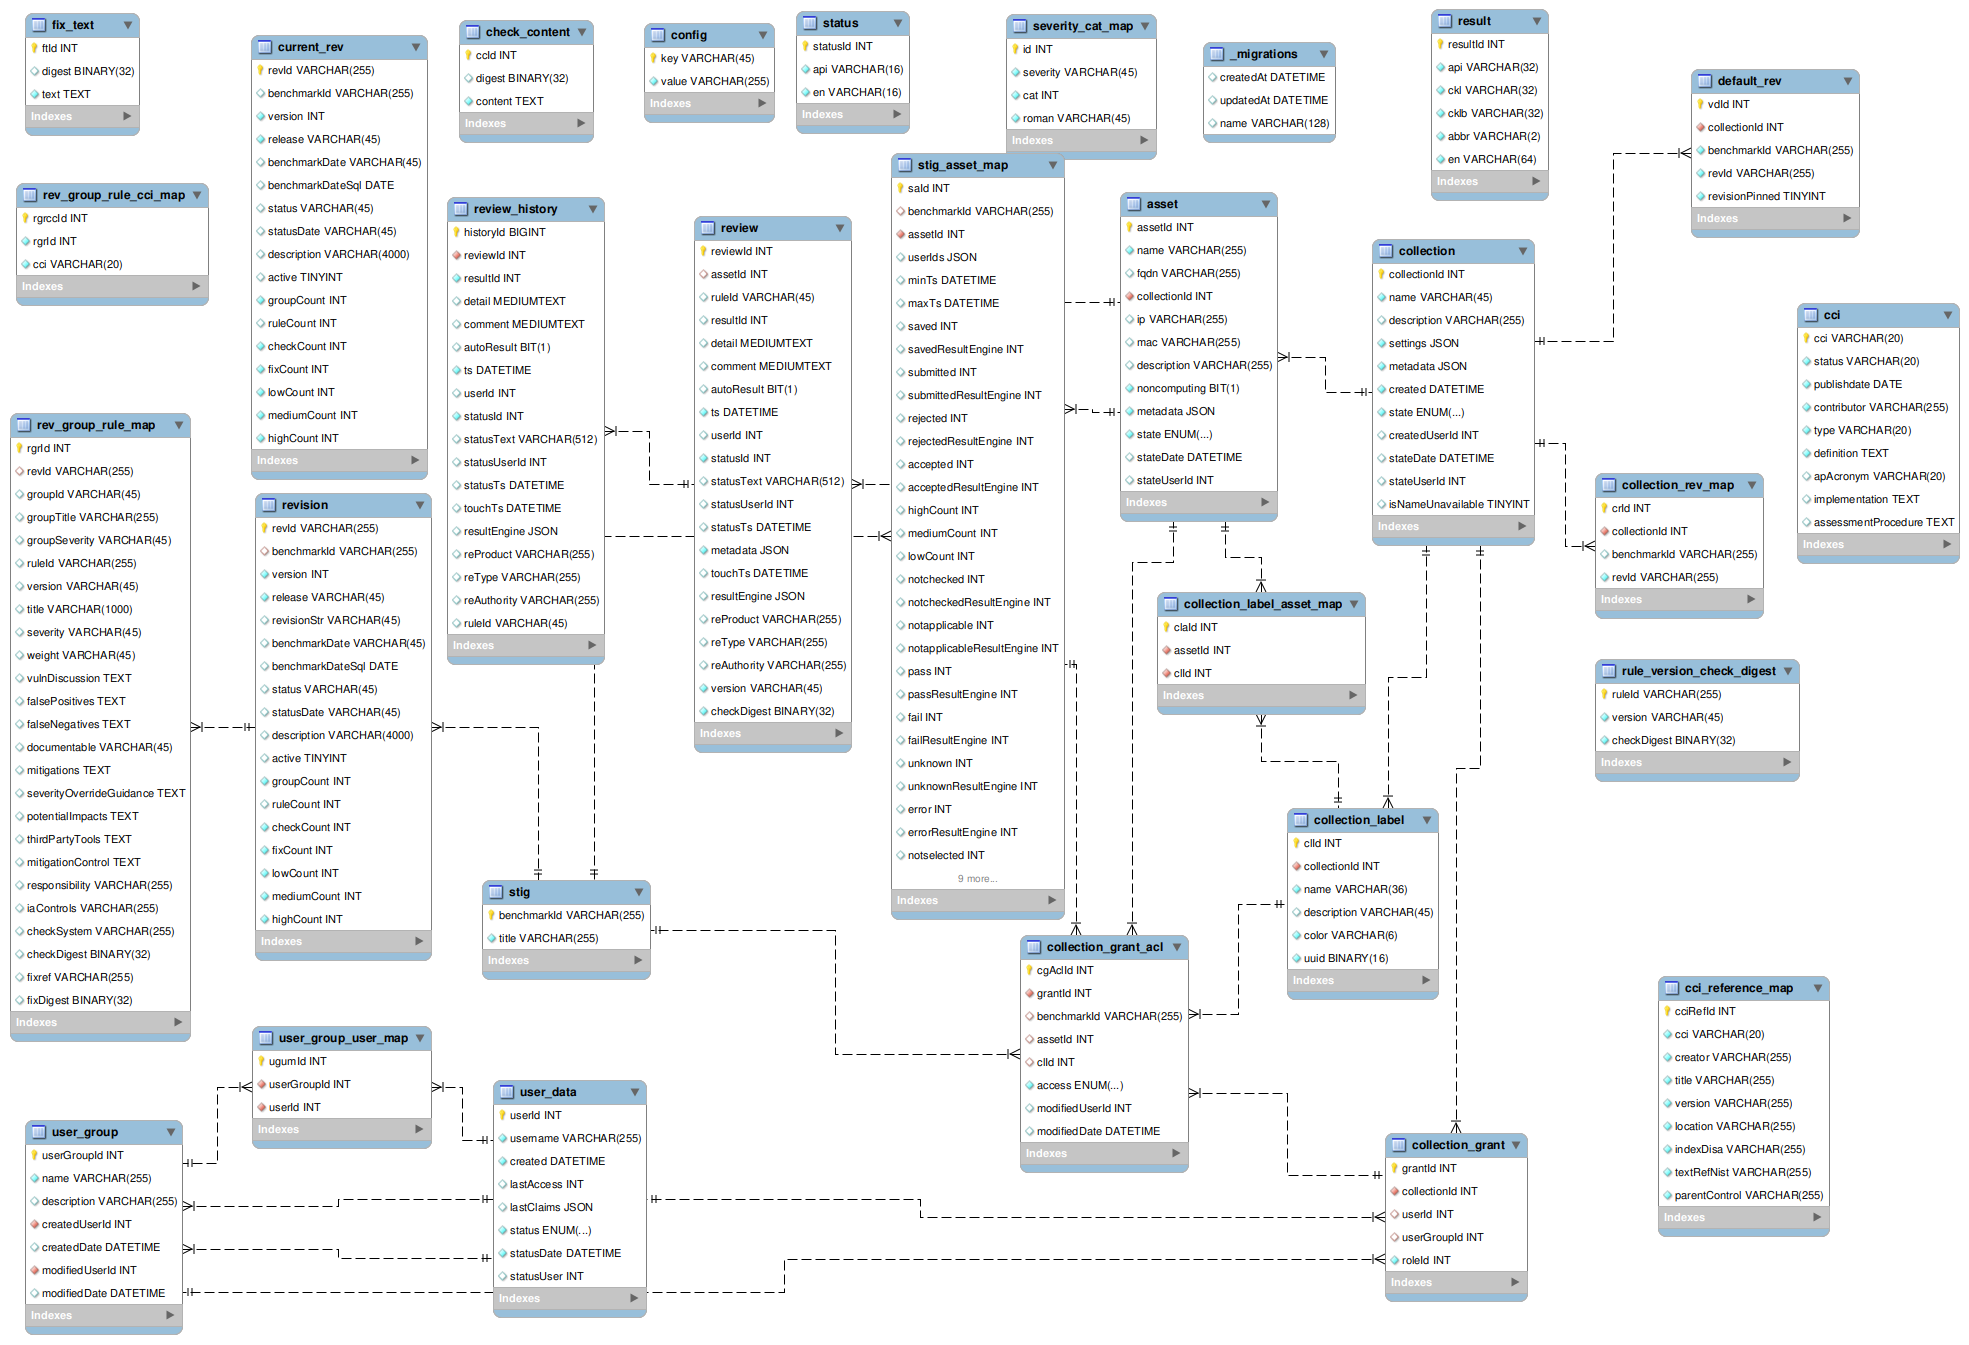 fix_text
ftId INT
digest BINARY(32)
text TEXT
Indexes
current_rev
revId VARCHAR(255)
benchmarkId VARCHAR(255)
version INT
release VARCHAR(45)
benchmarkDate VARCHAR(45)
benchmarkDateSql DATE
status VARCHAR(45)
statusDate VARCHAR(45)
description VARCHAR(4000)
active TINYINT
groupCount INT
ruleCount INT
checkCount INT
fixCount INT
lowCount INT
mediumCount INT
highCount INT
Indexes
check_content
ccId INT
digest BINARY(32)
content TEXT
Indexes
config
key VARCHAR(45)
value VARCHAR(255)
Indexes
status
statusId INT
api VARCHAR(16)
en VARCHAR(16)
Indexes
severity_cat_map
id INT
severity VARCHAR(45)
cat INT
roman VARCHAR(45)
Indexes
_migrations
createdAt DATETIME
updatedAt DATETIME
name VARCHAR(128)
result
resultId INT
api VARCHAR(32)
ckl VARCHAR(32)
cklb VARCHAR(32)
abbr VARCHAR(2)
en VARCHAR(64)
Indexes
default_rev
vdId INT
collectionId INT
benchmarkId VARCHAR(255)
revId VARCHAR(255)
revisionPinned TINYINT
Indexes
rev_group_rule_cci_map
rgrccId INT
rgrId INT
cci VARCHAR(20)
Indexes
review_history
historyId BIGINT
reviewId INT
resultId INT
detail MEDIUMTEXT
comment MEDIUMTEXT
autoResult BIT(1)
ts DATETIME
userId INT
statusId INT
statusText VARCHAR(512)
statusUserId INT
statusTs DATETIME
touchTs DATETIME
resultEngine JSON
reProduct VARCHAR(255)
reType VARCHAR(255)
reAuthority VARCHAR(255)
ruleId VARCHAR(45)
Indexes
review
reviewId INT
assetId INT
ruleId VARCHAR(45)
resultId INT
detail MEDIUMTEXT
comment MEDIUMTEXT
autoResult BIT(1)
ts DATETIME
userId INT
statusId INT
statusText VARCHAR(512)
statusUserId INT
statusTs DATETIME
metadata JSON
touchTs DATETIME
resultEngine JSON
reProduct VARCHAR(255)
reType VARCHAR(255)
reAuthority VARCHAR(255)
version VARCHAR(45)
checkDigest BINARY(32)
Indexes
stig_asset_map
saId INT
benchmarkId VARCHAR(255)
assetId INT
userIds JSON
minTs DATETIME
maxTs DATETIME
saved INT
savedResultEngine INT
submitted INT
submittedResultEngine INT
rejected INT
rejectedResultEngine INT
accepted INT
acceptedResultEngine INT
highCount INT
mediumCount INT
lowCount INT
notchecked INT
notcheckedResultEngine INT
notapplicable INT
notapplicableResultEngine INT
pass INT
passResultEngine INT
fail INT
failResultEngine INT
unknown INT
unknownResultEngine INT
error INT
errorResultEngine INT
notselected INT
9 more...
Indexes
asset
assetId INT
name VARCHAR(255)
fqdn VARCHAR(255)
collectionId INT
ip VARCHAR(255)
mac VARCHAR(255)
description VARCHAR(255)
noncomputing BIT(1)
metadata JSON
state ENUM(...)
stateDate DATETIME
stateUserId INT
Indexes
collection
collectionId INT
name VARCHAR(45)
description VARCHAR(255)
settings JSON
metadata JSON
created DATETIME
state ENUM(...)
createdUserId INT
stateDate DATETIME
stateUserId INT
isNameUnavailable TINYINT
Indexes
cci
cci VARCHAR(20)
status VARCHAR(20)
publishdate DATE
contributor VARCHAR(255)
type VARCHAR(20)
definition TEXT
apAcronym VARCHAR(20)
implementation TEXT
assessmentProcedure TEXT
Indexes
rev_group_rule_map
rgrId INT
revId VARCHAR(255)
groupId VARCHAR(45)
groupTitle VARCHAR(255)
groupSeverity VARCHAR(45)
ruleId VARCHAR(255)
version VARCHAR(45)
title VARCHAR(1000)
severity VARCHAR(45)
weight VARCHAR(45)
vulnDiscussion TEXT
falsePositives TEXT
falseNegatives TEXT
documentable VARCHAR(45)
mitigations TEXT
severityOverrideGuidance TEXT
potentialImpacts TEXT
thirdPartyTools TEXT
mitigationControl TEXT
responsibility VARCHAR(255)
iaControls VARCHAR(255)
checkSystem VARCHAR(255)
checkDigest BINARY(32)
fixref VARCHAR(255)
fixDigest BINARY(32)
Indexes
revision
revId VARCHAR(255)
benchmarkId VARCHAR(255)
version INT
release VARCHAR(45)
revisionStr VARCHAR(45)
benchmarkDate VARCHAR(45)
benchmarkDateSql DATE
status VARCHAR(45)
statusDate VARCHAR(45)
description VARCHAR(4000)
active TINYINT
groupCount INT
ruleCount INT
checkCount INT
fixCount INT
lowCount INT
mediumCount INT
highCount INT
Indexes
collection_rev_map
crId INT
collectionId INT
benchmarkId VARCHAR(255)
revId VARCHAR(255)
Indexes
collection_label_asset_map
claId INT
assetId INT
clId INT
Indexes
rule_version_check_digest
ruleId VARCHAR(255)
version VARCHAR(45)
checkDigest BINARY(32)
Indexes
collection_label
clId INT
collectionId INT
name VARCHAR(36)
description VARCHAR(45)
color VARCHAR(6)
uuid BINARY(16)
Indexes
stig
benchmarkId VARCHAR(255)
title VARCHAR(255)
Indexes
collection_grant_acl
cgAclId INT
grantId INT
benchmarkId VARCHAR(255)
assetId INT
clId INT
access ENUM(...)
modifiedUserId INT
modifiedDate DATETIME
Indexes
cci_reference_map
cciRefId INT
cci VARCHAR(20)
creator VARCHAR(255)
title VARCHAR(255)
version VARCHAR(255)
location VARCHAR(255)
indexDisa VARCHAR(255)
textRefNist VARCHAR(255)
parentControl VARCHAR(255)
Indexes
user_group_user_map
ugumId INT
userGroupId INT
userId INT
Indexes
user_data
userId INT
username VARCHAR(255)
created DATETIME
lastAccess INT
lastClaims JSON
status ENUM(...)
statusDate DATETIME
statusUser INT
Indexes
user_group
userGroupId INT
name VARCHAR(255)
description VARCHAR(255)
createdUserId INT
createdDate DATETIME
modifiedUserId INT
modifiedDate DATETIME
Indexes
collection_grant
grantId INT
collectionId INT
userId INT
userGroupId INT
roleId INT
Indexes